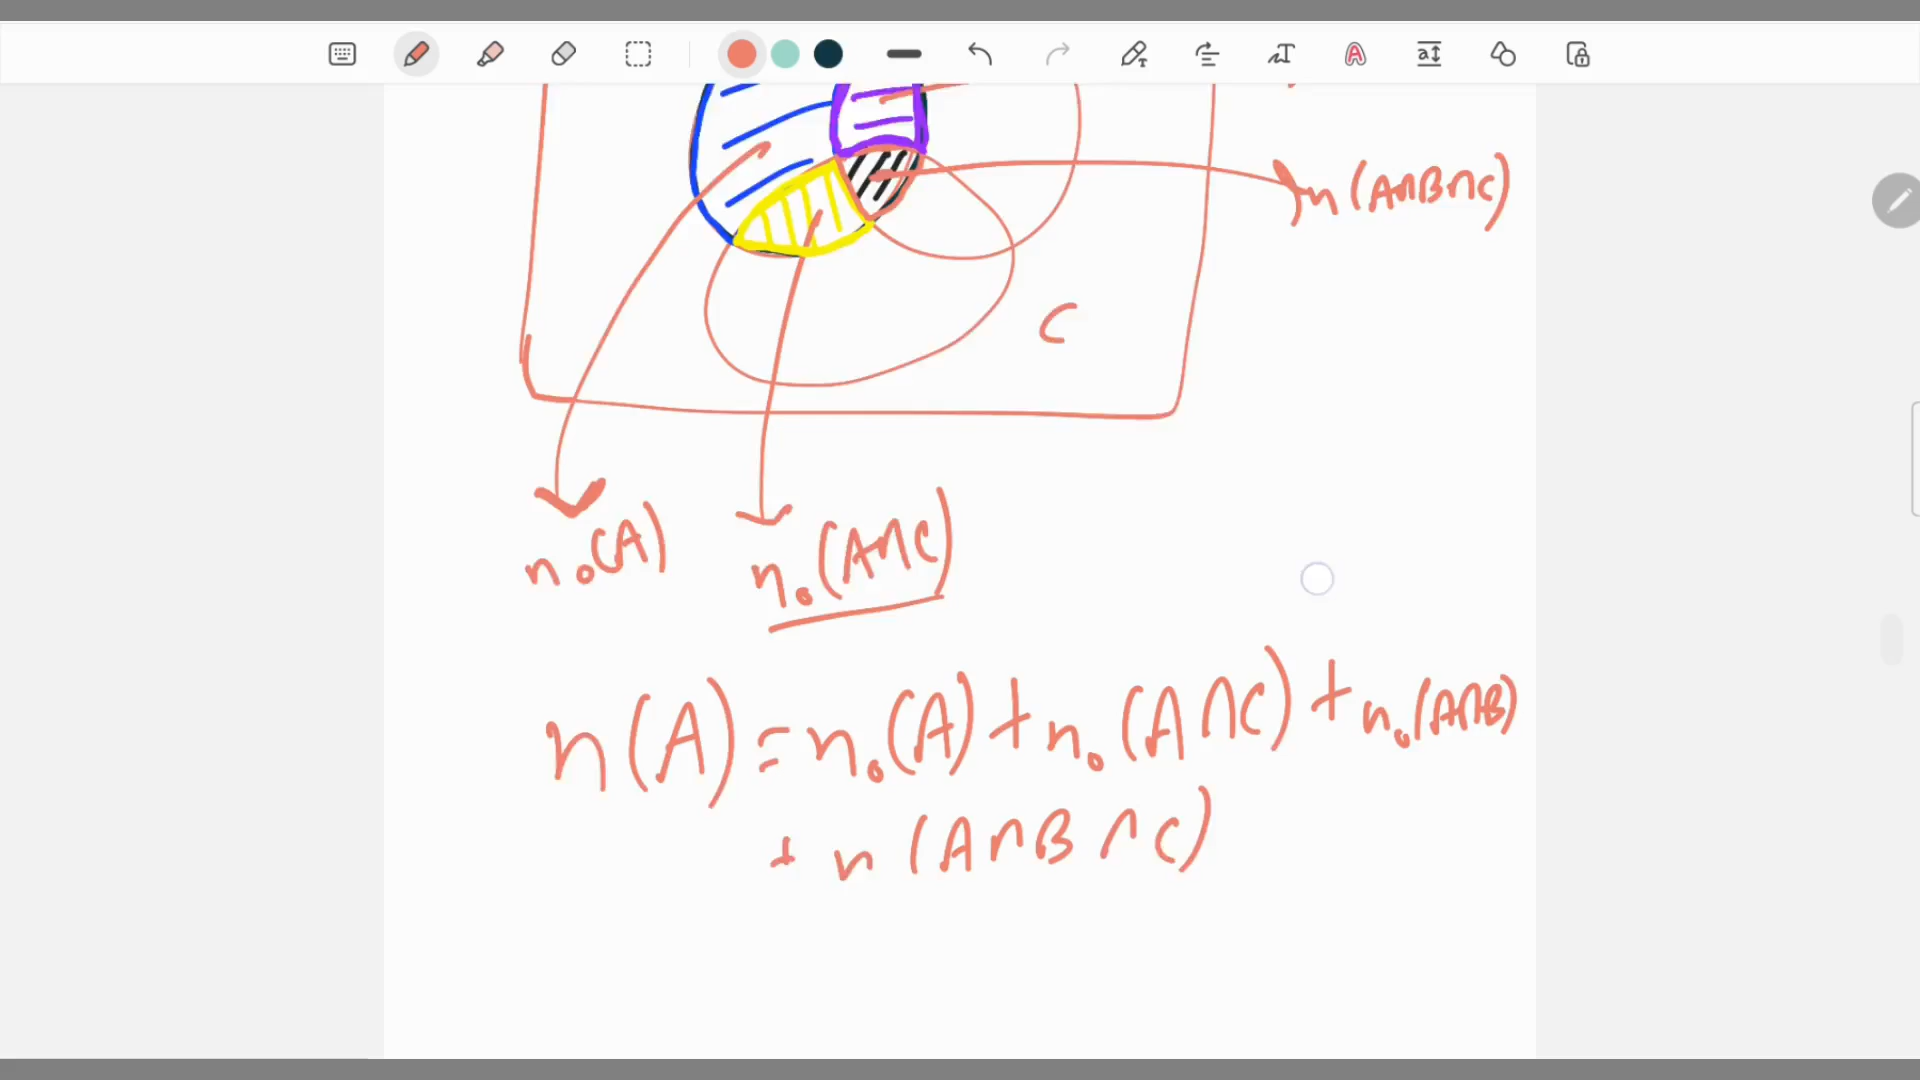 n(A∩B∩C)
C
n₀(A)
n₀(A∩C)
n(A)=n₀(A)+n₀(A∩C)+n₀(A∩B)
+ n(A∩B∩C)